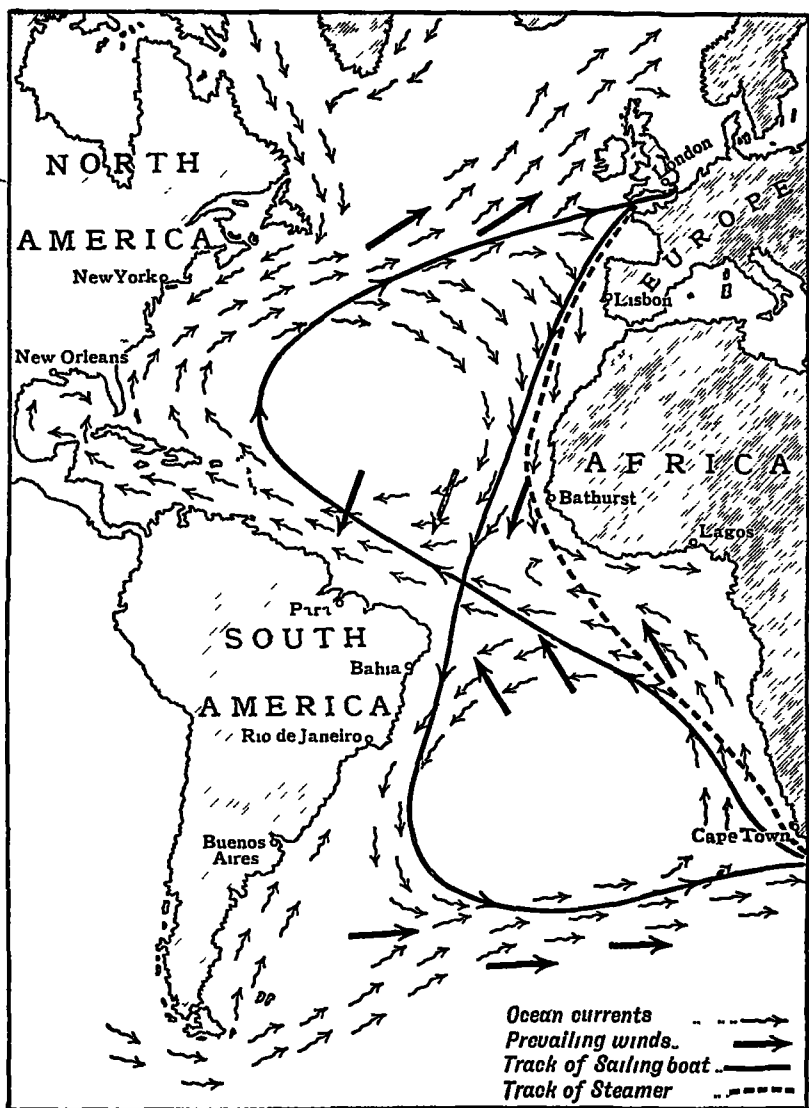 London
NORTH
AMERICA
EUROPE
New York
Lisbon
New Orleans
AFRICA
Bathurst
Lagos
SOUTH
Bahia
AMERICA
Rio de Janeiro
Cape Town
Buenos
Aires
Ocean currents
Prevailing winds
Track of Sailing boat
Track of Steamer